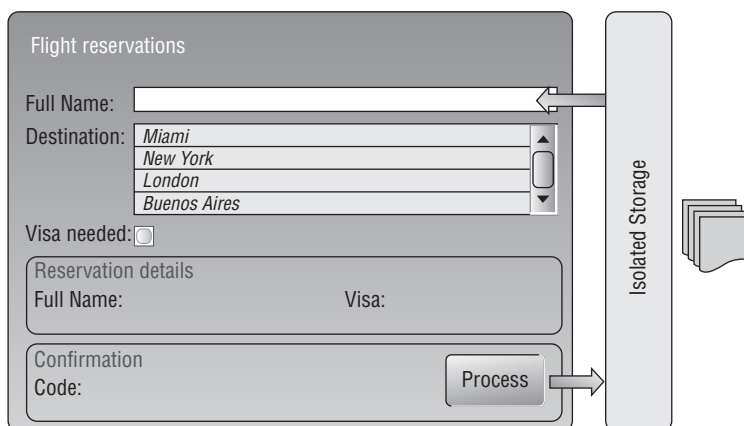 Flight reservations
Full Name:
Destination:
Miami
New York
London
Buenos Aires
Visa needed:
Reservation details
Full Name:
Visa:
Confirmation
Code:
Process
Isolated Storage